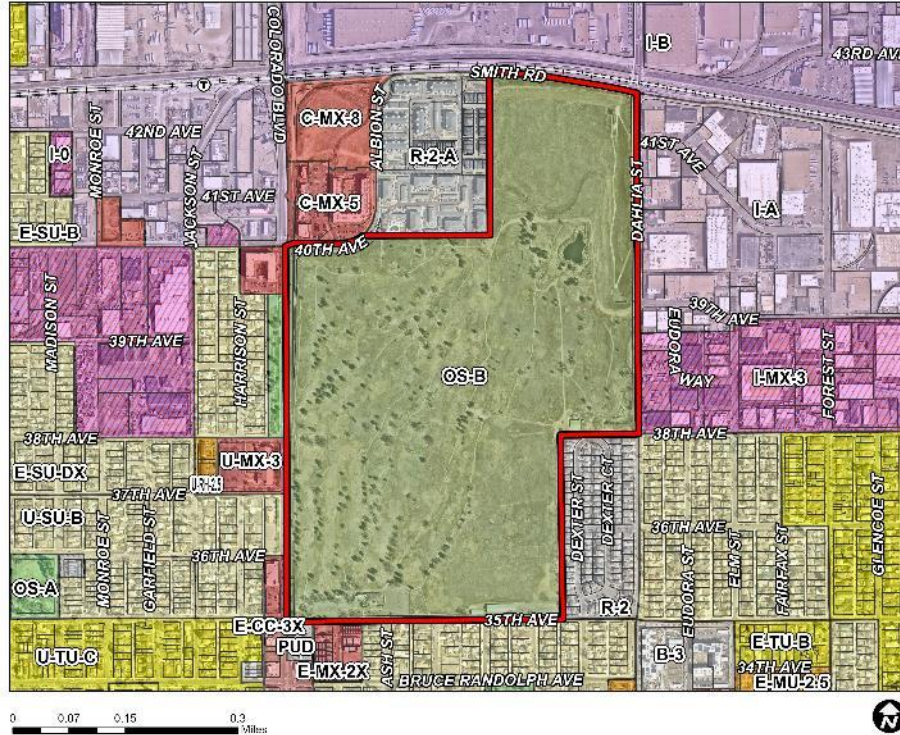 I-B
43RD AVE
SMITH RD
COLORADO BLVD
T
C-MX-8
ALBION ST
42ND AVE
MONROE ST
I-0
R-2-A
41ST AVE
JACKSON ST
41ST AVE
C-MX-5
DAHLIA ST
I-A
E-SU-B
40TH AVE
39TH AVE
MADISON ST
39TH AVE
HARRISON ST
EUDORA WAY
I-MX-3
FOREST ST
OS-B
38TH AVE
38TH AVE
U-MX-3
E-SU-DX
U-RH-2.5
37TH AVE
DEXTER ST
DEXTER CT
U-SU-B
MONROE ST
GARFIELD ST
36TH AVE
36TH AVE
EUDORA ST
ELM ST
FAIRFAX ST
GLENCOE ST
OS-A
R-2
35TH AVE
E-CC-3X
PUD
E-MX-2X
ASH ST
U-TU-C
B-3
E-TU-B
34TH AVE
E-MU-2.5
BRUCE RANDOLPH AVE
0 0.07 0.15 0.3
Miles
N